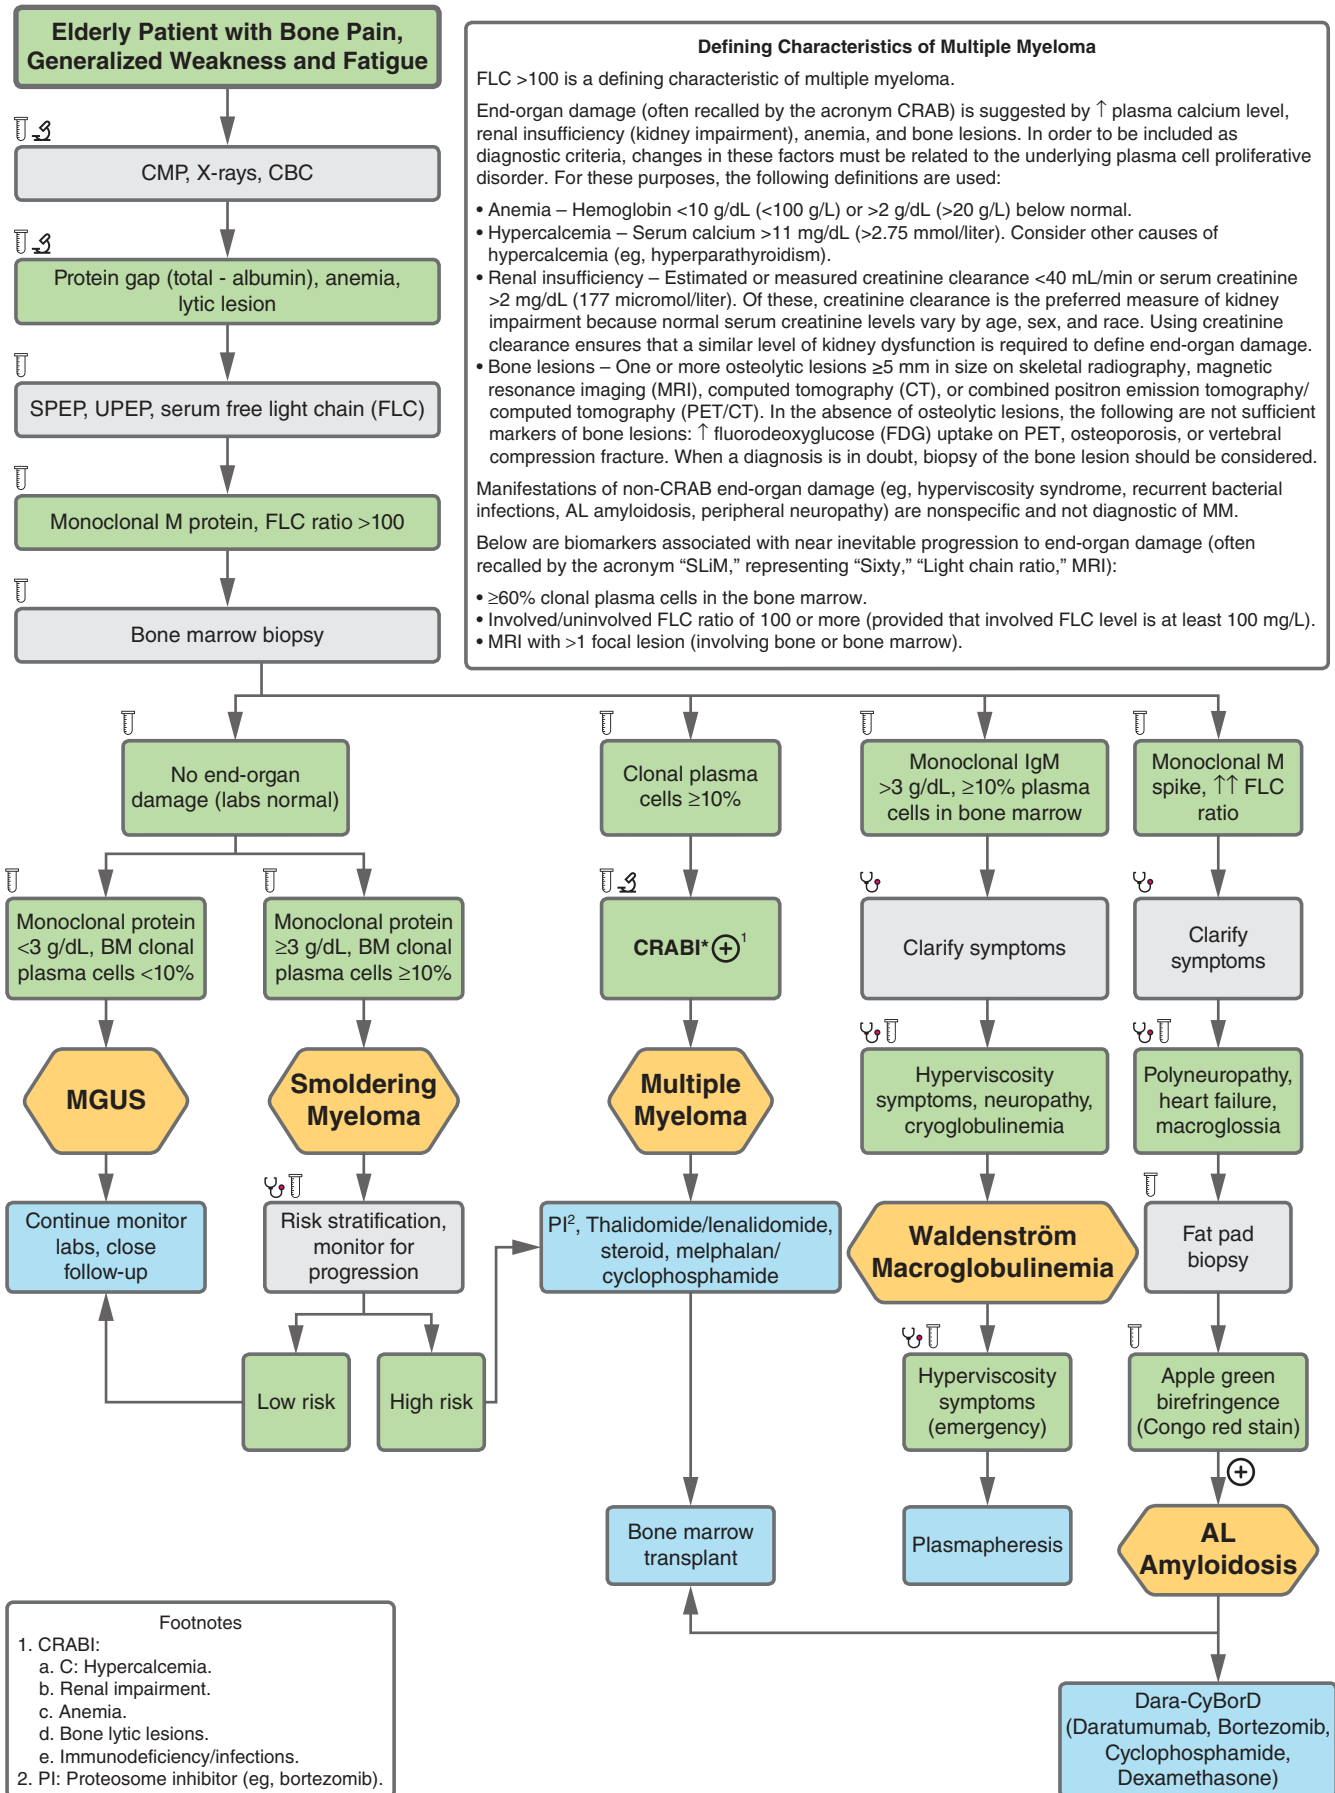 Elderly Patient with Bone Pain,
Generalized Weakness and Fatigue
CMP, X-rays, CBC
Protein gap (total - albumin), anemia,
lytic lesion
SPEP, UPEP, serum free light chain (FLC)
Monoclonal M protein, FLC ratio >100
Bone marrow biopsy
Defining Characteristics of Multiple Myeloma
FLC >100 is a defining characteristic of multiple myeloma.
End-organ damage (often recalled by the acronym CRAB) is suggested by ↑ plasma calcium level,
renal insufficiency (kidney impairment), anemia, and bone lesions. In order to be included as
diagnostic criteria, changes in these factors must be related to the underlying plasma cell proliferative
disorder. For these purposes, the following definitions are used:
• Anemia – Hemoglobin <10 g/dL (<100 g/L) or >2 g/dL (>20 g/L) below normal.
• Hypercalcemia – Serum calcium >11 mg/dL (>2.75 mmol/liter). Consider other causes of
hypercalcemia (eg, hyperparathyroidism).
• Renal insufficiency – Estimated or measured creatinine clearance <40 mL/min or serum creatinine
>2 mg/dL (177 micromol/liter). Of these, creatinine clearance is the preferred measure of kidney
impairment because normal serum creatinine levels vary by age, sex, and race. Using creatinine
clearance ensures that a similar level of kidney dysfunction is required to define end-organ damage.
• Bone lesions – One or more osteolytic lesions ≥5 mm in size on skeletal radiography, magnetic
resonance imaging (MRI), computed tomography (CT), or combined positron emission tomography/
computed tomography (PET/CT). In the absence of osteolytic lesions, the following are not sufficient
markers of bone lesions: ↑ fluorodeoxyglucose (FDG) uptake on PET, osteoporosis, or vertebral
compression fracture. When a diagnosis is in doubt, biopsy of the bone lesion should be considered.
Manifestations of non-CRAB end-organ damage (eg, hyperviscosity syndrome, recurrent bacterial
infections, AL amyloidosis, peripheral neuropathy) are nonspecific and not diagnostic of MM.
Below are biomarkers associated with near inevitable progression to end-organ damage (often
recalled by the acronym “SLiM,” representing “Sixty,” “Light chain ratio,” MRI):
• ≥60% clonal plasma cells in the bone marrow.
• Involved/uninvolved FLC ratio of 100 or more (provided that involved FLC level is at least 100 mg/L).
• MRI with >1 focal lesion (involving bone or bone marrow).
No end-organ
damage (labs normal)
Clonal plasma
cells ≥10%
Monoclonal IgM
>3 g/dL, ≥10% plasma
cells in bone marrow
Monoclonal M
spike, ↑↑ FLC
ratio
Monoclonal protein
<3 g/dL, BM clonal
plasma cells <10%
Monoclonal protein
≥3 g/dL, BM clonal
plasma cells ≥10%
CRABI* ⊕ 1
Clarify symptoms
Clarify
symptoms
MGUS
Smoldering
Myeloma
Multiple
Myeloma
Hyperviscosity
symptoms, neuropathy,
cryoglobulinemia
Polyneuropathy,
heart failure,
macroglossia
Continue monitor
labs, close
follow-up
Risk stratification,
monitor for
progression
PI2, Thalidomide/lenalidomide,
steroid, melphalan/
cyclophosphamide
Waldenström
Macroglobulinemia
Fat pad
biopsy
Low risk
High risk
Hyperviscosity
symptoms
(emergency)
Apple green
birefringence
(Congo red stain)
⊕
Bone marrow
transplant
Plasmapheresis
AL
Amyloidosis
Dara-CyBorD
(Daratumumab, Bortezomib,
Cyclophosphamide,
Dexamethasone)
Footnotes
1. CRABI:
a. C: Hypercalcemia.
b. Renal impairment.
c. Anemia.
d. Bone lytic lesions.
e. Immunodeficiency/infections.
2. PI: Proteosome inhibitor (eg, bortezomib).